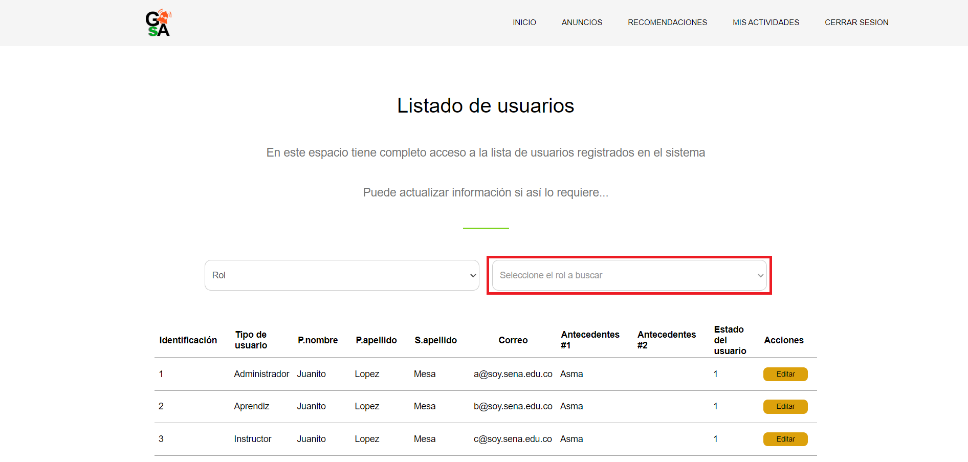 G
sA
INICIO ANUNCIOS RECOMENDACIONES MIS ACTIVIDADES CERRAR SESION
Listado de usuarios
En este espacio tiene completo acceso a la lista de usuarios registrados en el sistema
Puede actualizar información si así lo requiere...
Rol Seleccione el rol a buscar
Identificación Tipo de usuario P.nombre P.apellido S.apellido Correo Antecedentes #1 Antecedentes #2 Estado del usuario Acciones
1 Administrador Juanito Lopez Mesa a@soy.sena.edu.co Asma 1 Editar
2 Aprendiz Juanito Lopez Mesa b@soy.sena.edu.co Asma 1 Editar
3 Instructor Juanito Lopez Mesa c@soy.sena.edu.co Asma 1 Editar